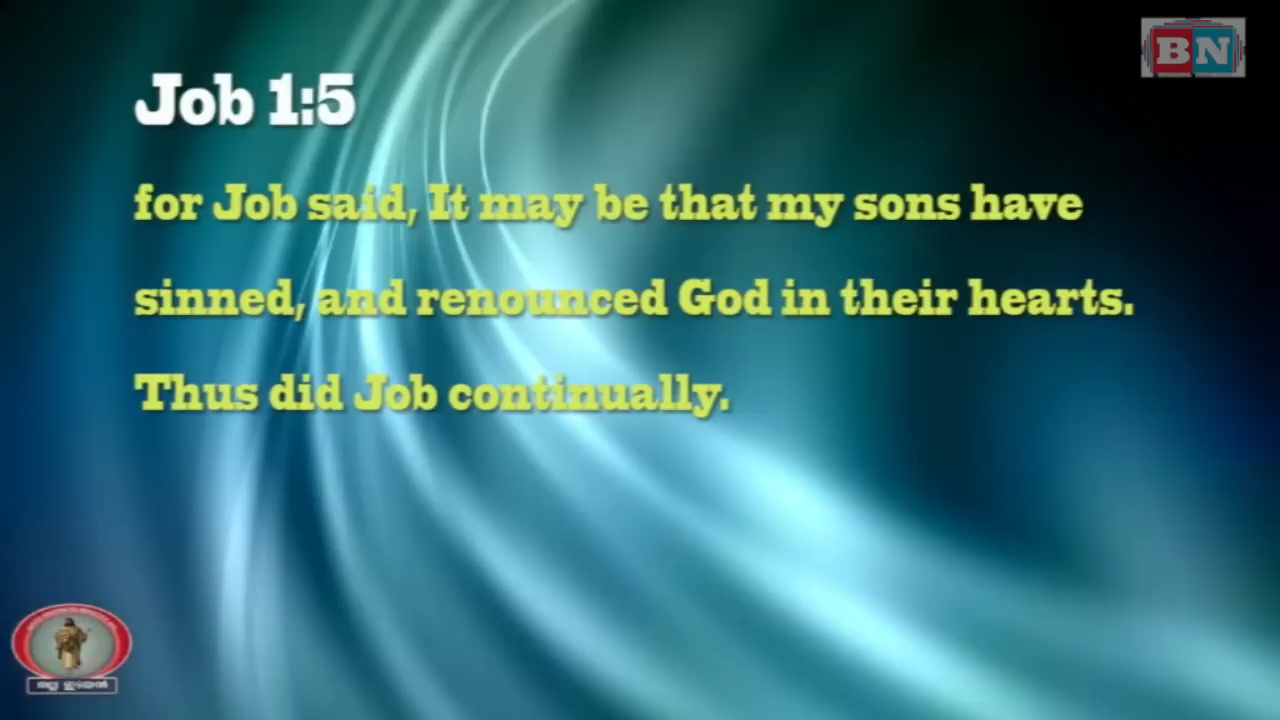 BN
Job 1:5
for Job said, It may be that my sons have
sinned, and renounced God in their hearts.
Thus did Job continually.